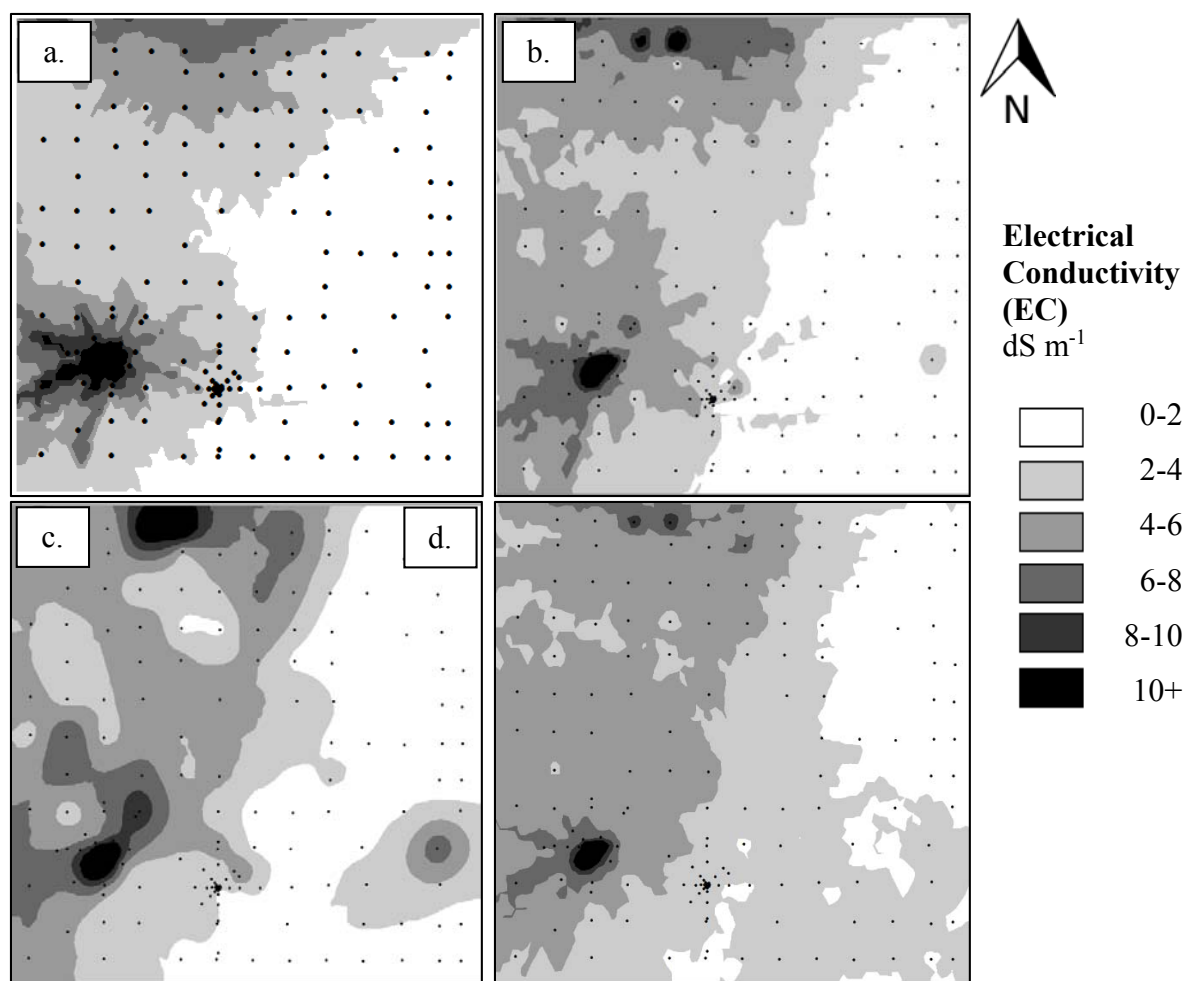 a.
b.
N
c.
d.
Electrical
Conductivity
(EC)
dS m-1
0-2
2-4
4-6
6-8
8-10
10+